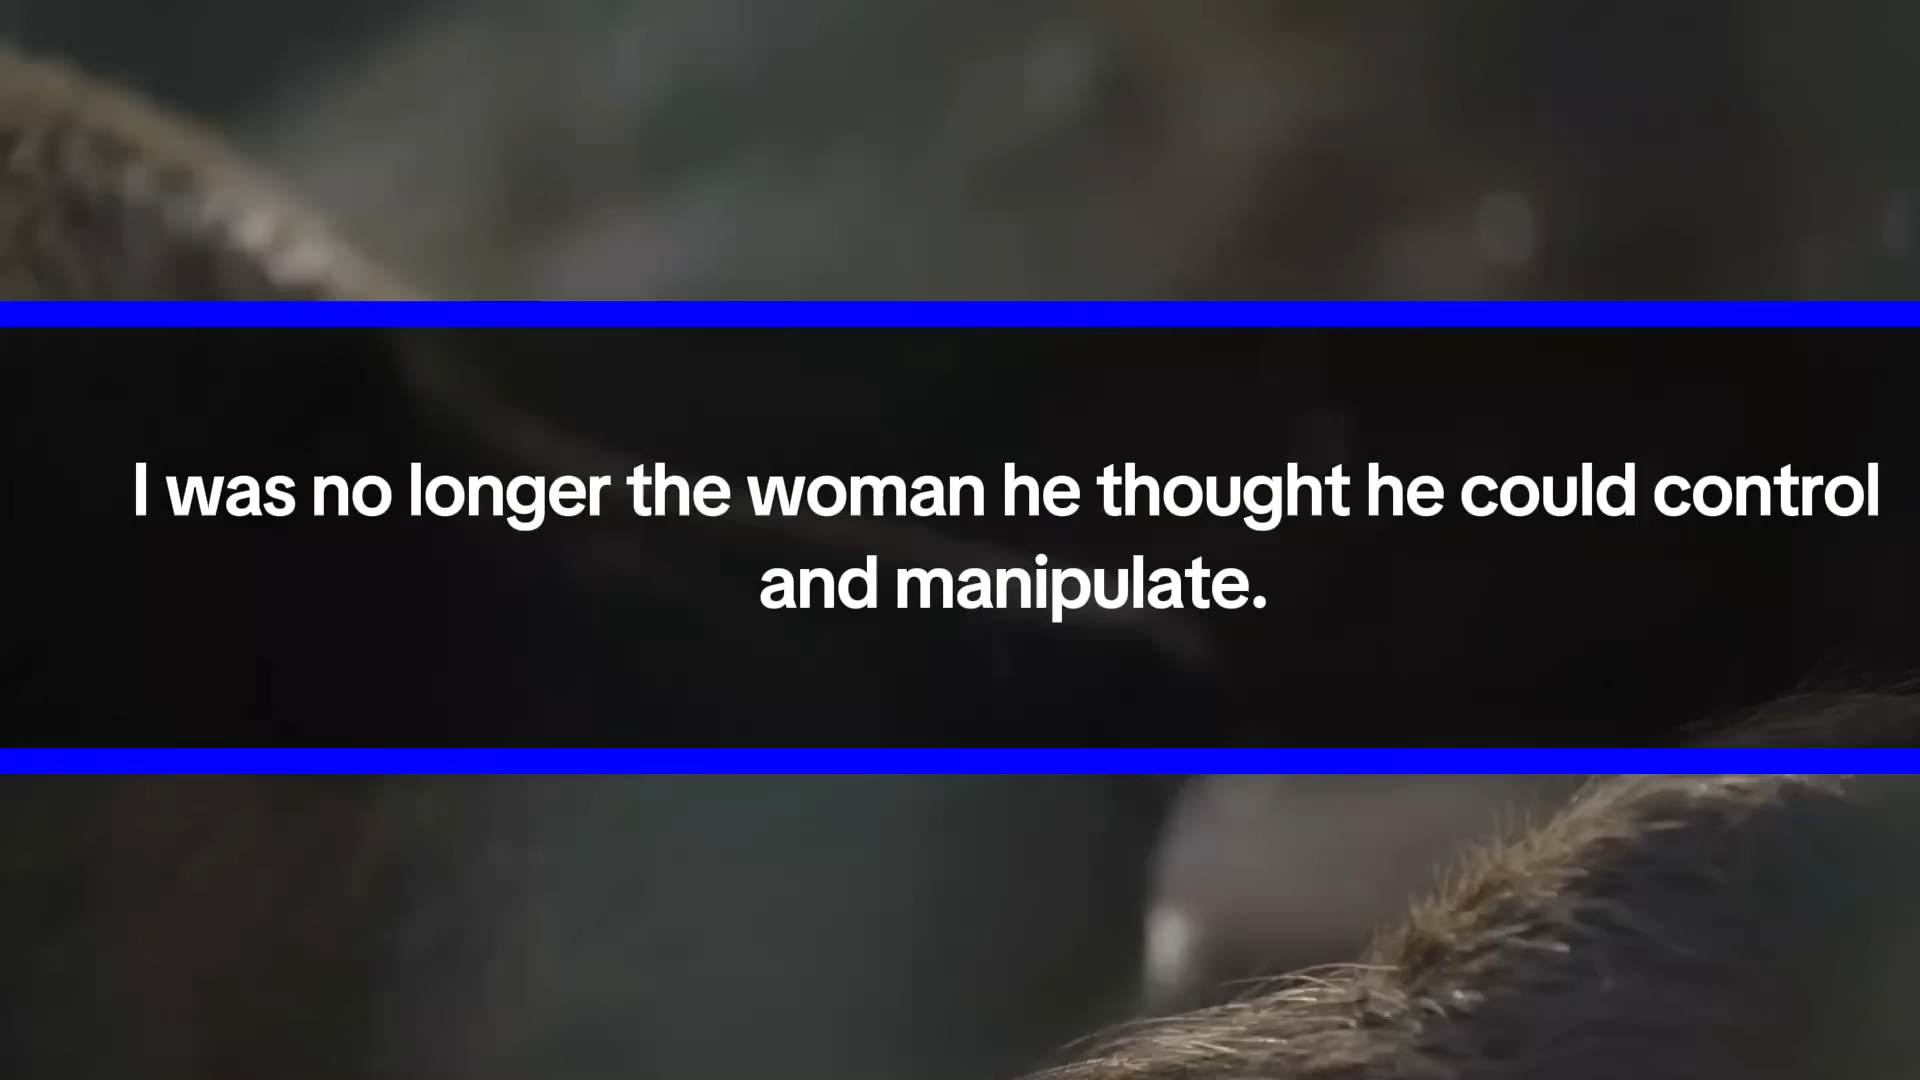 I was no longer the woman he thought he could control
and manipulate.